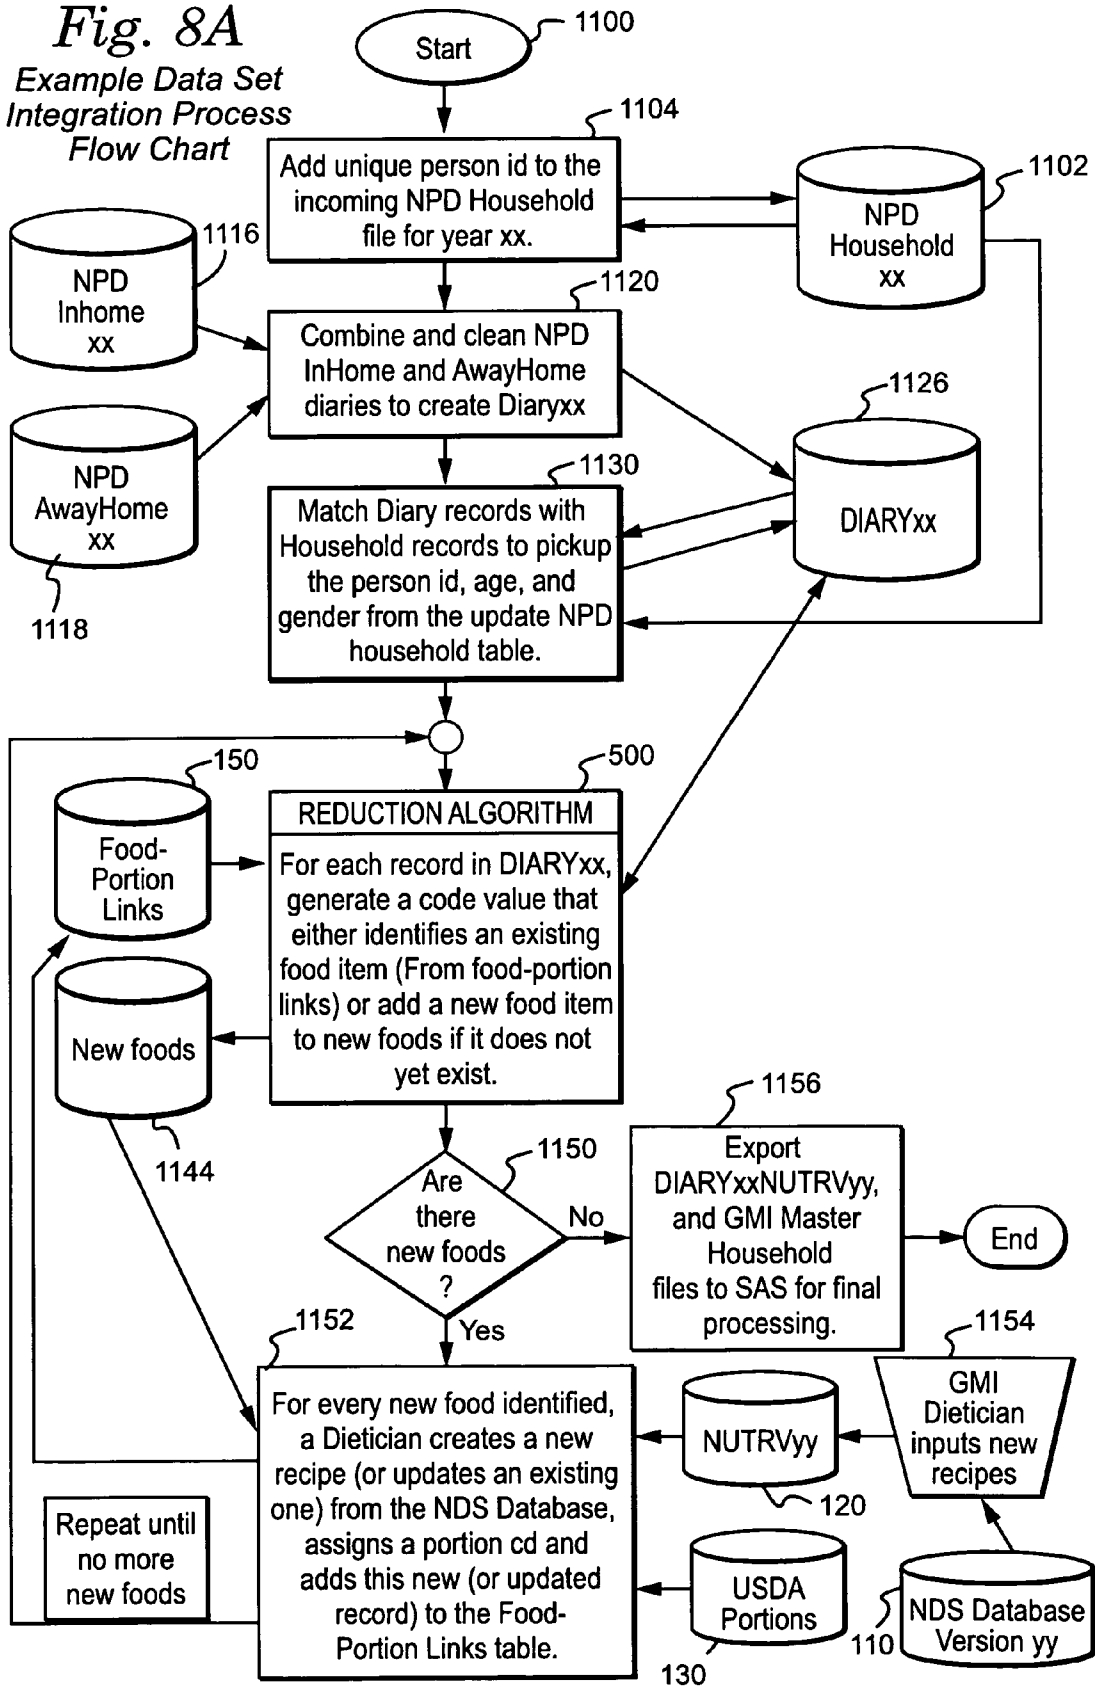 Fig. 8A
Example Data Set
Integration Process
Flow Chart
Start
1100
1104
Add unique person id to the
incoming NPD Household
file for year xx.
1102
NPD
Household
xx
1116
NPD
Inhome
xx
1120
Combine and clean NPD
InHome and AwayHome
diaries to create Diaryxx
1126
DIARYxx
NPD
AwayHome
xx
1118
1130
Match Diary records with
Household records to pickup
the person id, age, and
gender from the update NPD
household table.
150
Food-
Portion
Links
500
REDUCTION ALGORITHM
For each record in DIARYxx,
generate a code value that
either identifies an existing
food item (From food-portion
links) or add a new food item
to new foods if it does not
yet exist.
New foods
1144
1150
Are
there
new foods
?
No
Yes
1156
Export
DIARYxxNUTRVyy,
and GMI Master
Household
files to SAS for final
processing.
End
1152
For every new food identified,
a Dietician creates a new
recipe (or updates an existing
one) from the NDS Database,
assigns a portion cd and
adds this new (or updated
record) to the Food-
Portion Links table.
Repeat until
no more
new foods
NUTRVyy
120
1154
GMI
Dietician
inputs new
recipes
USDA
Portions
130
110
NDS Database
Version yy